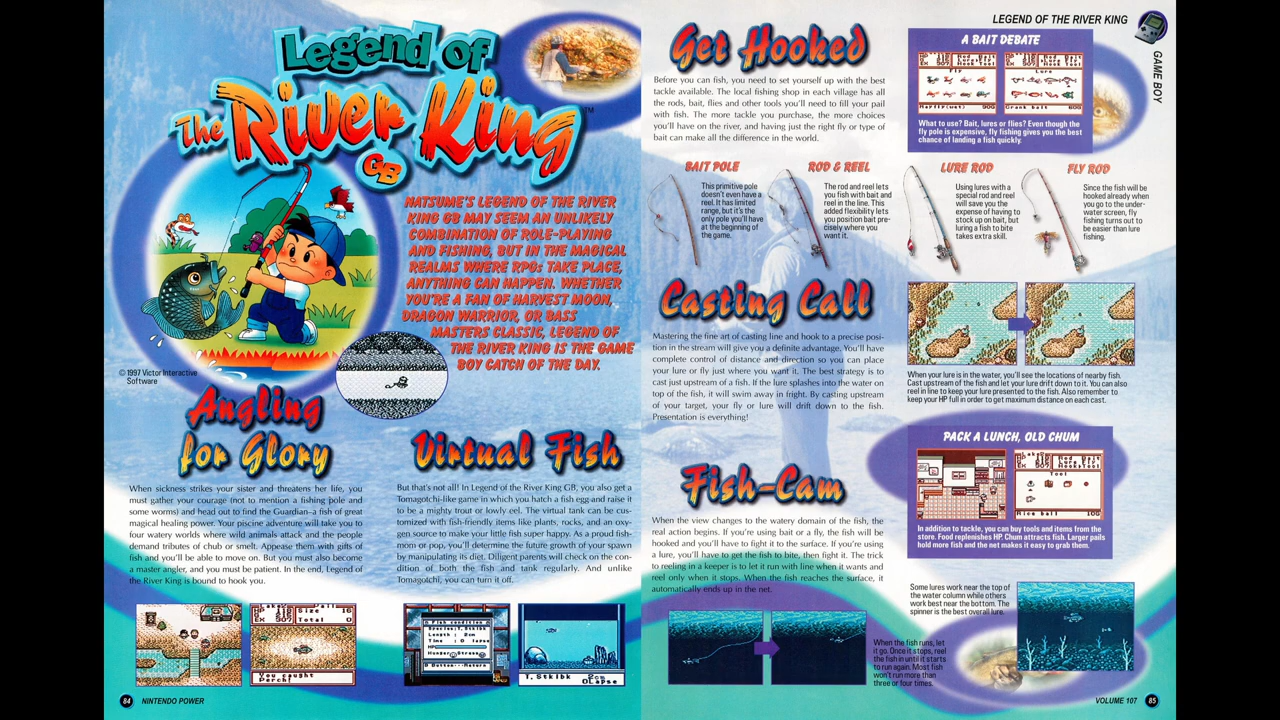 Legend of
The River King
GB
™
NATSUME'S LEGEND OF THE RIVER
KING GB MAY SEEM AN UNLIKELY
COMBINATION OF ROLE-PLAYING
AND FISHING, BUT IN THE MAGICAL
REALMS WHERE RPGs TAKE PLACE,
ANYTHING CAN HAPPEN. WHETHER
YOU'RE A FAN OF HARVEST MOON,
DRAGON WARRIOR, OR BASS
MASTERS CLASSIC, LEGEND OF
THE RIVER KING IS THE GAME
BOY CATCH OF THE DAY.
© 1997 Victor Interactive
Software
Angling
for Glory
When sickness strikes your sister and threatens her life, you
must gather your courage (not to mention a fishing pole and
some worms) and head out to find the Guardian–a fish of great
magical healing power. Your piscine adventure will take you to
four watery worlds where wild animals attack and the people
demand tributes of chub or smelt. Appease them with gifts of
fish and you'll be able to move on. But you must also become
a master angler, and you must be patient. In the end, Legend of
the River King is bound to hook you.
Virtual Fish
But that's not all! In Legend of the River King GB, you also get a
Tomagotchi-like game in which you hatch a fish egg and raise it
to be a mighty trout or lowly eel. The virtual tank can be cus-
tomized with fish-friendly items like plants, rocks, and an oxy-
gen source to make your little fish super happy. As a proud fish-
mom or pop, you'll determine the future growth of your spawn
by manipulating its diet. Diligent parents will check on the con-
dition of both the fish and tank regularly. And unlike
Tomagotchi, you can turn it off.
Size 16
Total 0
You caught
Perch!
Fish condition
Species:T.Stklbk
Length: 2cm
Time : 0 lapse
HP
Hunger Strong
B Button--Return
T.Stklbk 2cm
0Lapse
84 NINTENDO POWER
LEGEND OF THE RIVER KING
GAME BOY
Get Hooked
Before you can fish, you need to set yourself up with the best
tackle available. The local fishing shop in each village has all
the rods, bait, flies and other tools you'll need to fill your pail
with fish. The more tackle you purchase, the more choices
you'll have on the river, and having just the right fly or type of
bait can make all the difference in the world.
A BAIT DEBATE
Fly
Mayfly(wet) 90G
Lure
Crank bait 60G
What to use? Bait, lures or flies? Even though the
fly pole is expensive, fly fishing gives you the best
chance of landing a fish quickly.
BAIT POLE
This primitive pole
doesn't even have a
reel. It has limited
range, but it's the
only pole you'll have
at the beginning of
the game.
ROD & REEL
The rod and reel lets
you fish with bait and
reel in the line. This
added flexibility lets
you position bait pre-
cisely where you
want it.
LURE ROD
Using lures with a
special rod and reel
will save you the
expense of having to
stock up on bait, but
luring a fish to bite
takes extra skill.
FLY ROD
Since the fish will be
hooked already when
you go to the under-
water screen, fly
fishing turns out to
be easier than lure
fishing.
Casting Call
Mastering the fine art of casting line and hook to a precise posi-
tion in the stream will give you a definite advantage. You'll have
complete control of distance and direction so you can place
your lure or fly just where you want it. The best strategy is to
cast just upstream of a fish. If the lure splashes into the water on
top of the fish, it will swim away in fright. By casting upstream
of your target, your fly or lure will drift down to the fish.
Presentation is everything!
When your lure is in the water, you'll see the locations of nearby fish.
Cast upstream of the fish and let your lure drift down to it. You can also
reel in line to keep your lure presented to the fish. Also remember to
keep your HP full in order to get maximum distance on each cast.
PACK A LUNCH, OLD CHUM
Tool
Rice ball 10G
In addition to tackle, you can buy tools and items from the
store. Food replenishes HP. Chum attracts fish. Larger pails
hold more fish and the net makes it easy to grab them.
Fish-Cam
When the view changes to the watery domain of the fish, the
real action begins. If you're using bait or a fly, the fish will be
hooked and you'll have to fight it to the surface. If you're using
a lure, you'll have to get the fish to bite, then fight it. The trick
to reeling in a keeper is to let it run with line when it wants and
reel only when it stops. When the fish reaches the surface, it
automatically ends up in the net.
Some lures work near the top of
the water column while others
work best near the bottom. The
spinner is the best overall lure.
When the fish runs, let
it go. Once it stops, reel
the fish in until it starts
to run again. Most fish
won't run more than
three or four times.
VOLUME 107 85